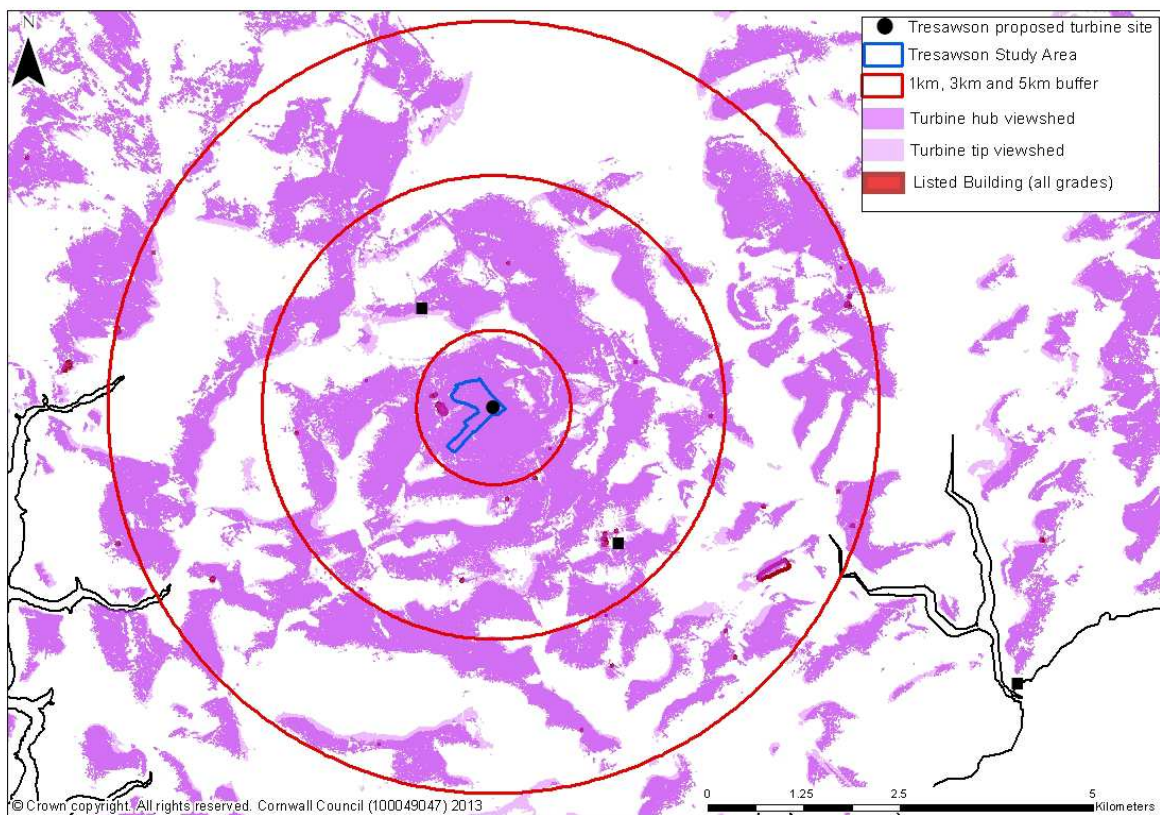 N
Tresawson proposed turbine site
Tresawson Study Area
1km, 3km and 5km buffer
Turbine hub viewshed
Turbine tip viewshed
Listed Building (all grades)
© Crown copyright. All rights reserved. Cornwall Council (100049047) 2013
0 1.25 2.5 5
Kilometers